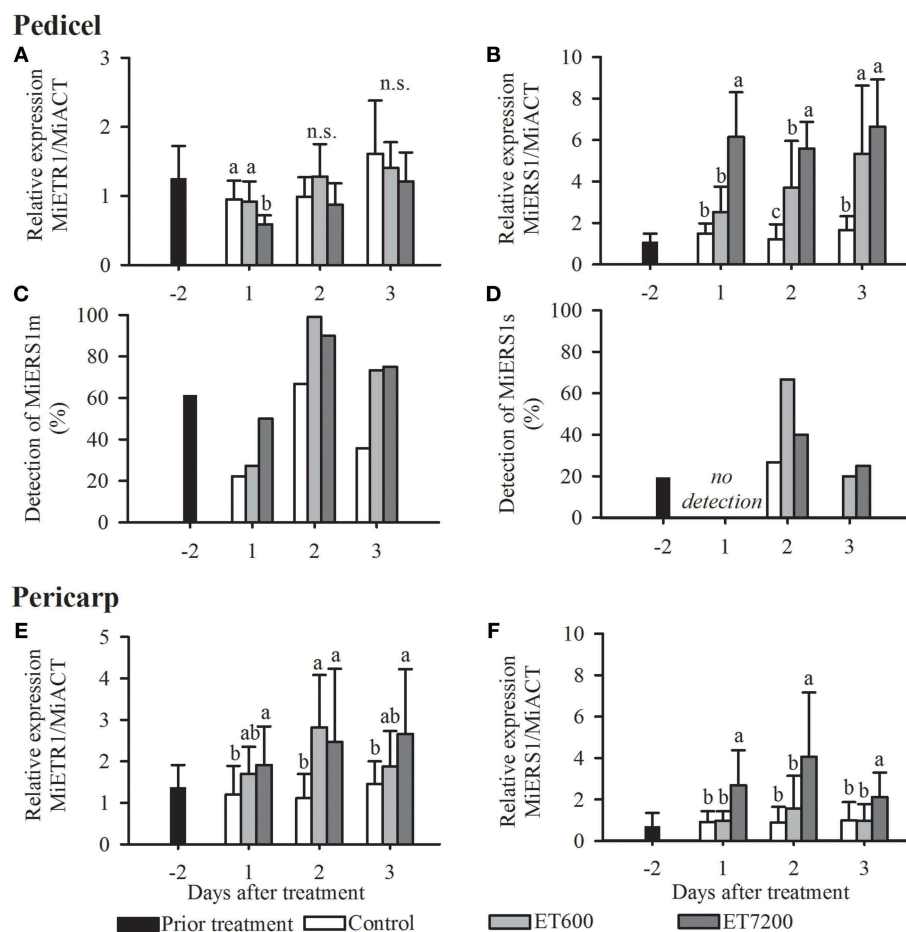 Pedicel
A
B
Relative expression
MiETR1/MiACT
3
2
1
0
a a b
n.s.
n.s.
-2 1 2 3
Relative expression
MiERS1/MiACT
10
8
6
4
2
0
b b a
c b a
b a a
-2 1 2 3
C
D
Detection of MiERS1m
(%)
100
80
60
40
20
0
-2 1 2 3
Detection of MiERS1s
(%)
100
80
60
40
20
0
no
detection
-2 1 2 3
Pericarp
E
F
Relative expression
MiETR1/MiACT
5
4
3
2
1
0
b ab a
b a a
b ab a
-2 1 2 3
Days after treatment
Relative expression
MiERS1/MiACT
10
8
6
4
2
0
b b a
b b a
b b a
-2 1 2 3
Days after treatment
Prior treatment Control ET600 ET7200